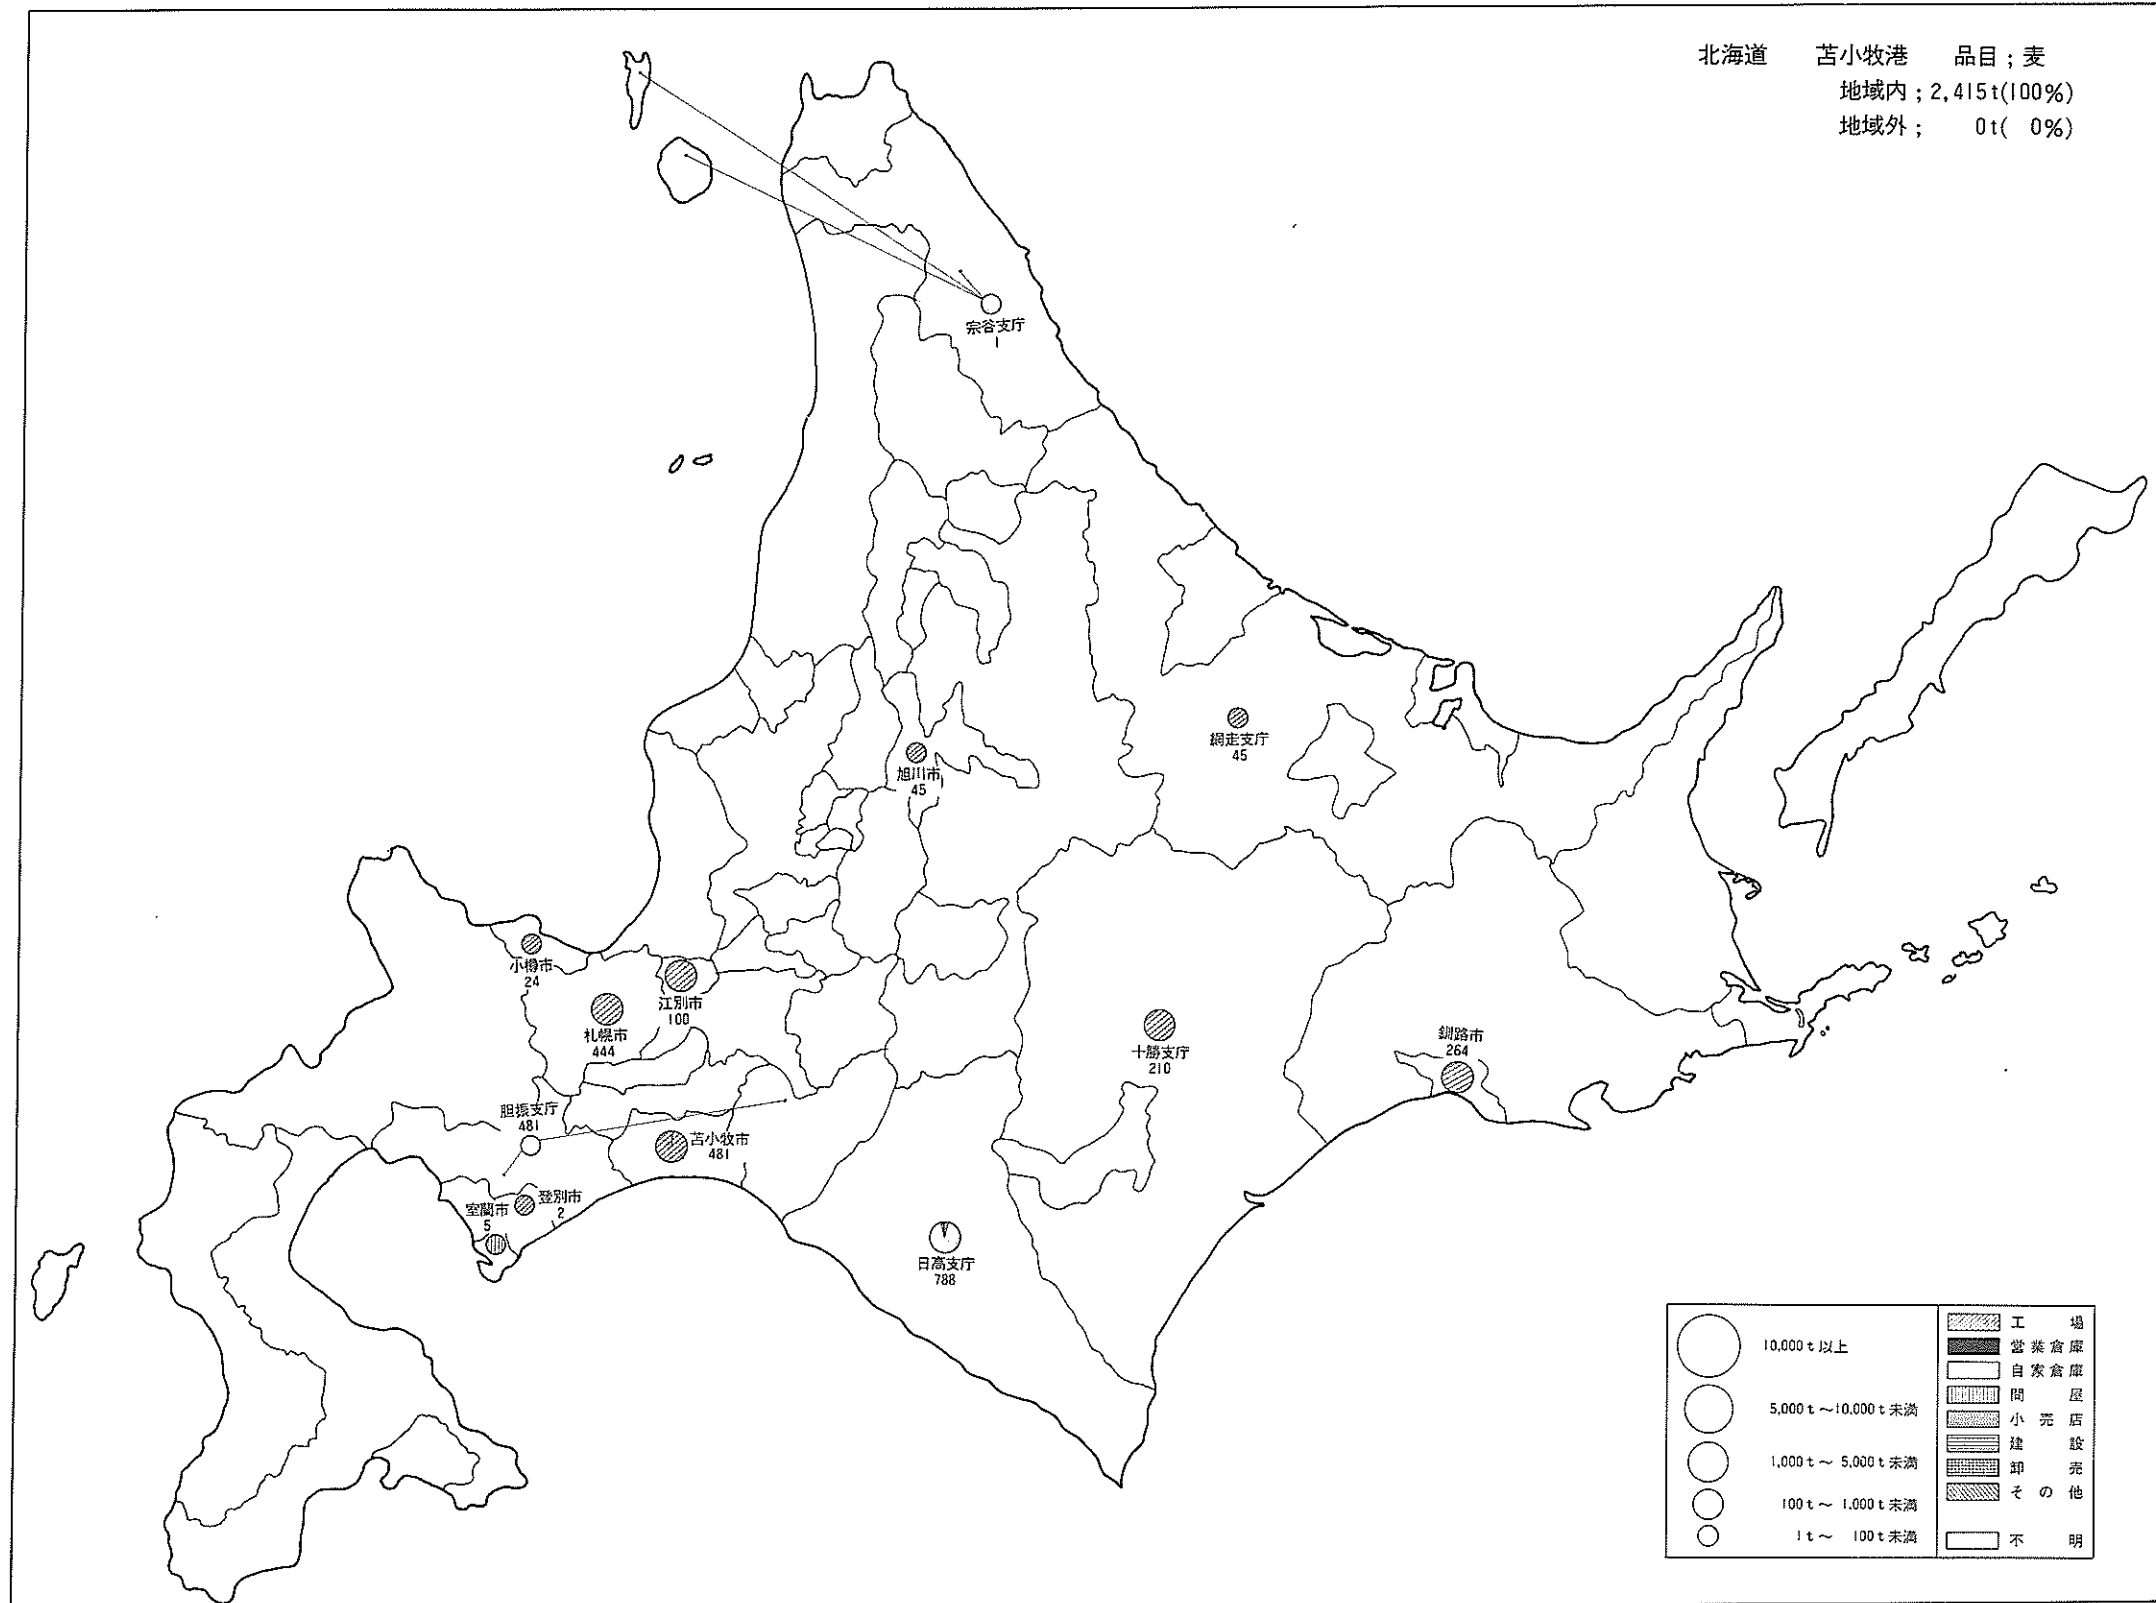 北海道 苫小牧港 品目；麦
地域内；2,415t(100%)
地域外； 0t( 0%)
宗谷支庁
1
網走支庁
45
旭川市
45
小樽市
24
江別市
100
札幌市
444
十勝支庁
210
釧路市
264
胆振支庁
481
苫小牧市
481
登別市
2
室蘭市
5
日高支庁
788
10,000t以上
5,000t～10,000t未満
1,000t～ 5,000t未満
100t～ 1,000t未満
1t～ 100t未満
工場
営業倉庫
自家倉庫
問屋
小売店
建設
卸売
その他
不明